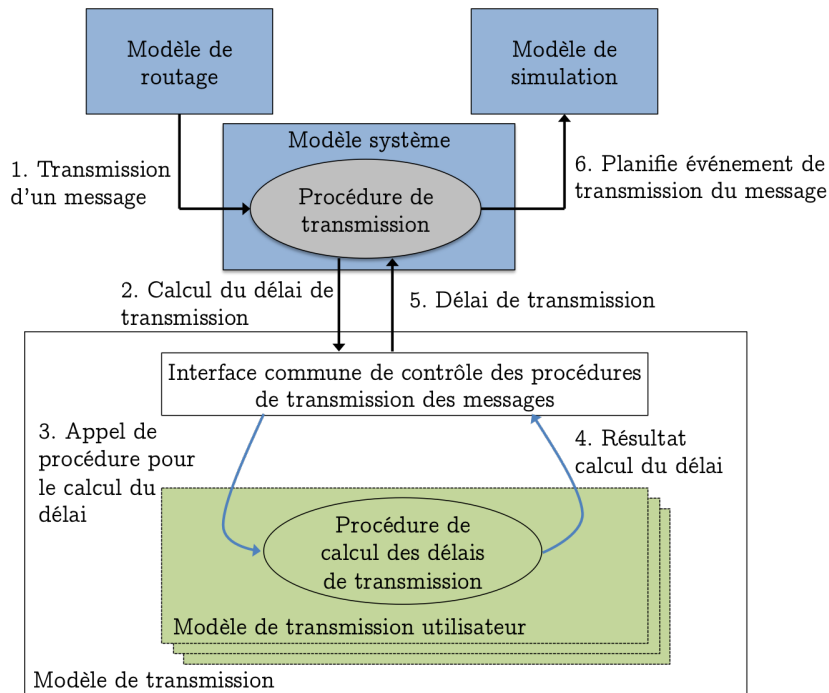 Modèle de
routage
Modèle de
simulation
Modèle système
1. Transmission
d'un message
Procédure de
transmission
6. Planifie événement de
transmission du message
2. Calcul du délai de
transmission
5. Délai de transmission
Interface commune de contrôle des procédures
de transmission des messages
3. Appel de
procédure pour
le calcul du
délai
4. Résultat
calcul du délai
Procédure de
calcul des délais
de transmission
Modèle de transmission utilisateur
Modèle de transmission